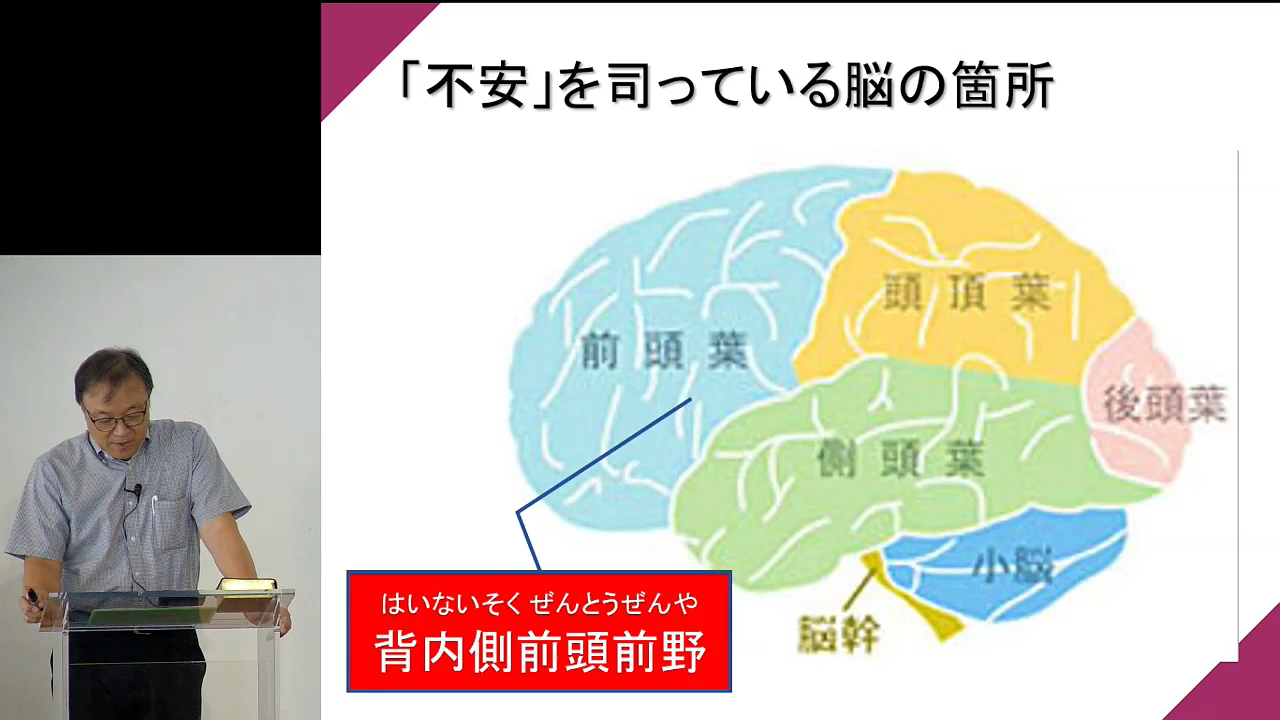 「不安」を司っている脳の箇所
頭 頂 葉
前 頭 葉
後頭葉
側 頭 葉
小脳
脳幹
はいないそく ぜんとうぜんや
背内側前頭前野